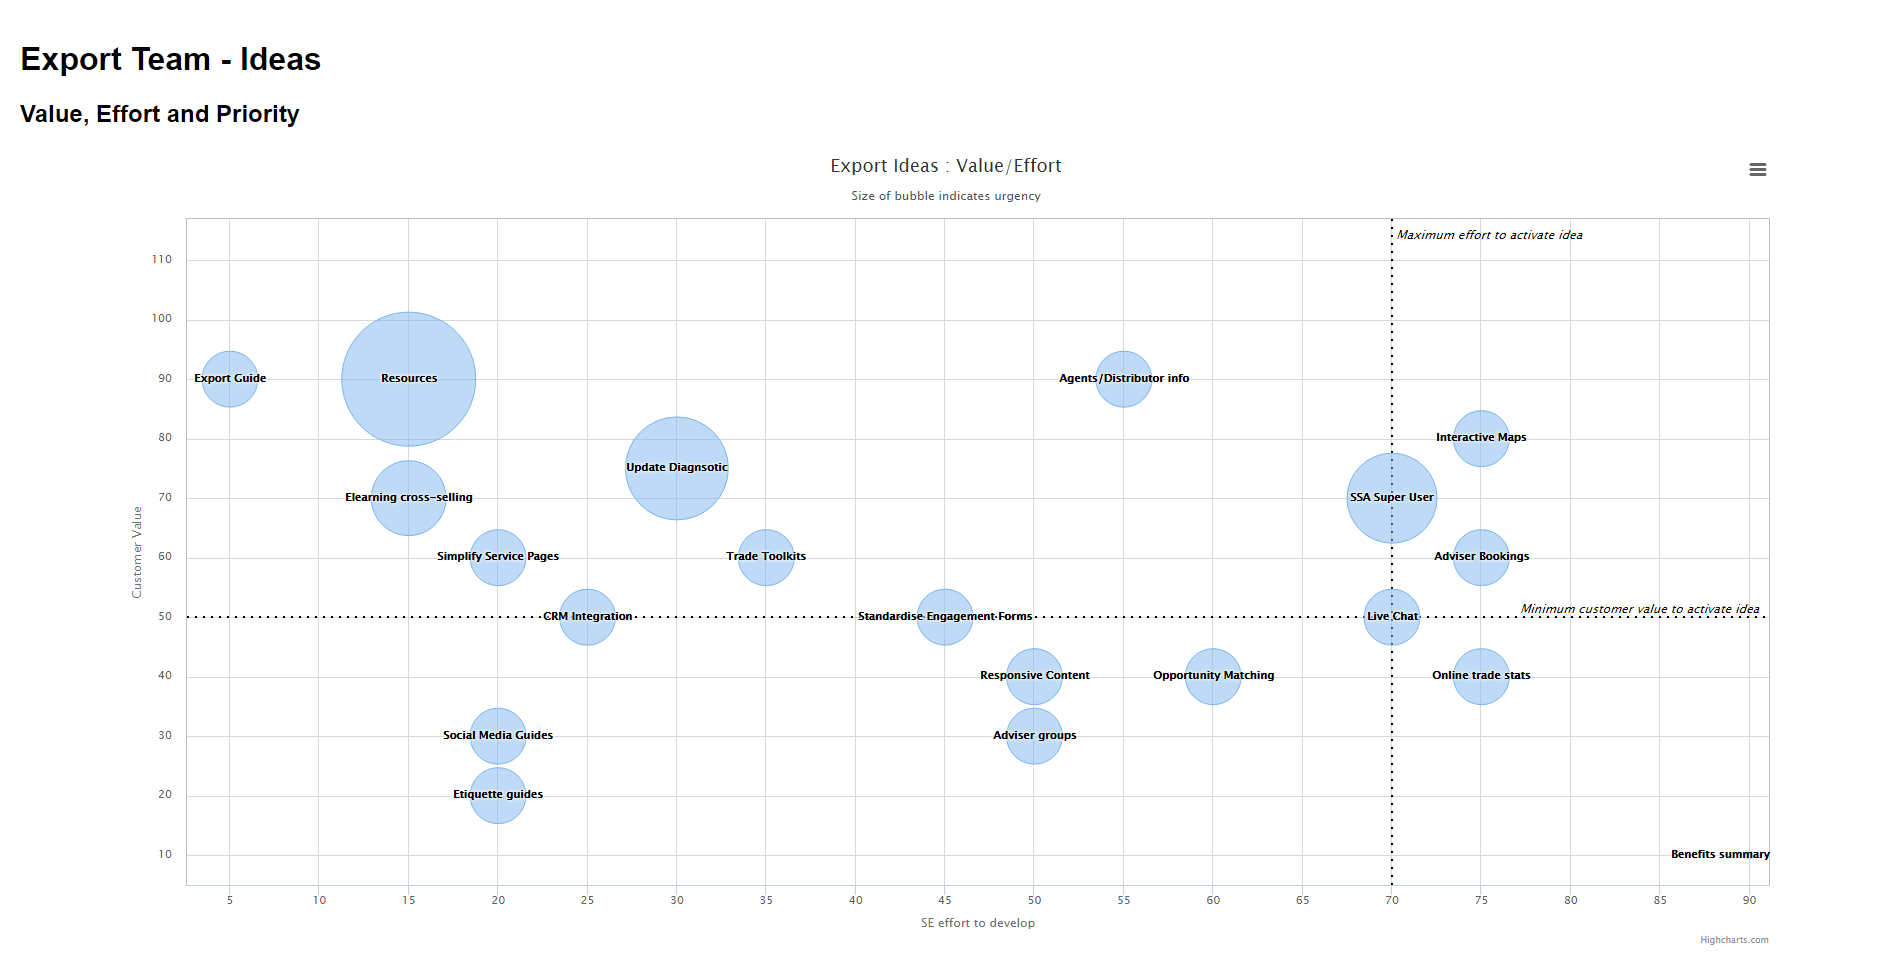 Export Team - Ideas
Value, Effort and Priority
Export Ideas : Value/Effort
Size of bubble indicates urgency
Maximum effort to activate idea
110
100
Export Guide
Resources
Agents/Distributor info
90
Interactive Maps
80
Update Diagnsotic
Elearning cross-selling
SSA Super User
70
Customer Value
Simplify Service Pages
Trade Toolkits
Adviser Bookings
60
Minimum customer value to activate idea
CRM Integration
Standardise Engagement Forms
Live Chat
50
Responsive Content
Opportunity Matching
Online trade stats
40
Social Media Guides
Adviser groups
30
Etiquette guides
20
Benefits summary
10
5 10 15 20 25 30 35 40 45 50 55 60 65 70 75 80 85 90
SE effort to develop
Highcharts.com